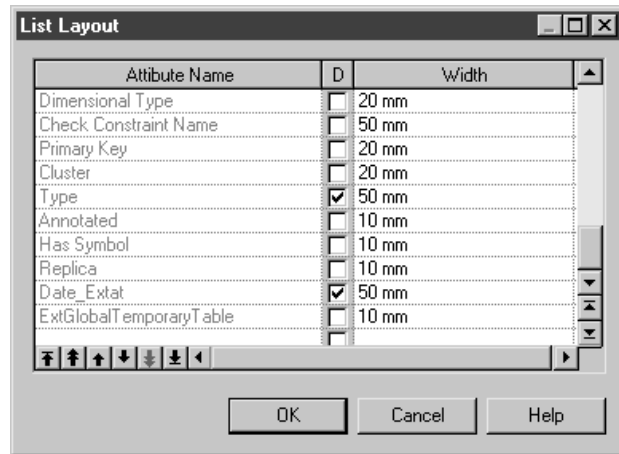 List Layout
Attibute Name D Width
Dimensional Type 20 mm
Check Constraint Name 50 mm
Primary Key 20 mm
Cluster 20 mm
Type 50 mm
Annotated 10 mm
Has Symbol 10 mm
Replica 10 mm
Date_Extat 50 mm
ExtGlobalTemporaryTable 10 mm
OK Cancel Help